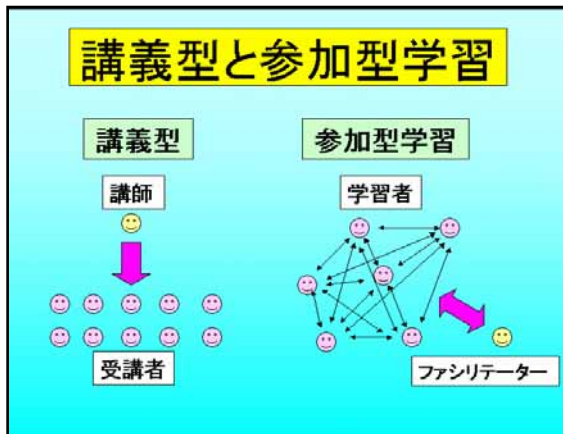 講義型と参加型学習
講義型
講師
受講者
参加型学習
学習者
ファシリテーター